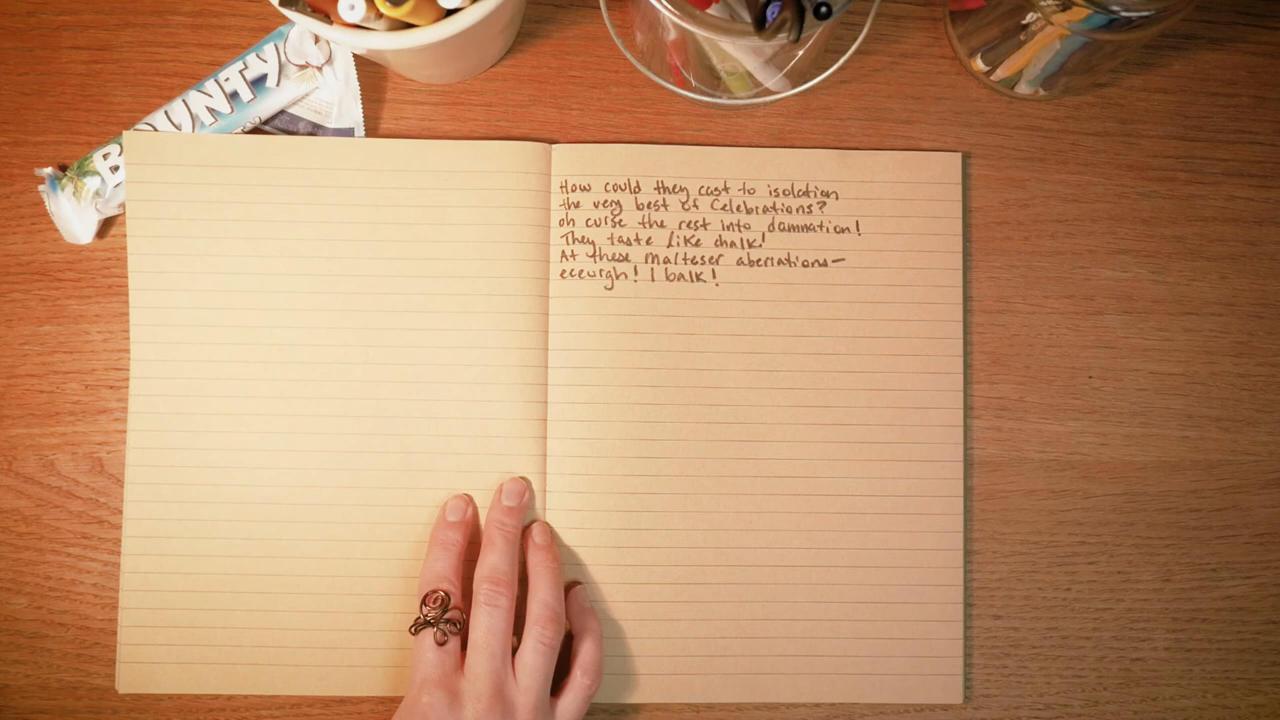 BOUNTY
How could they cast to isolation
the very best of Celebrations?
oh curse the rest into damnation!
They taste like chalk!
At these malteser aberrations—
eceurgh! I balk!